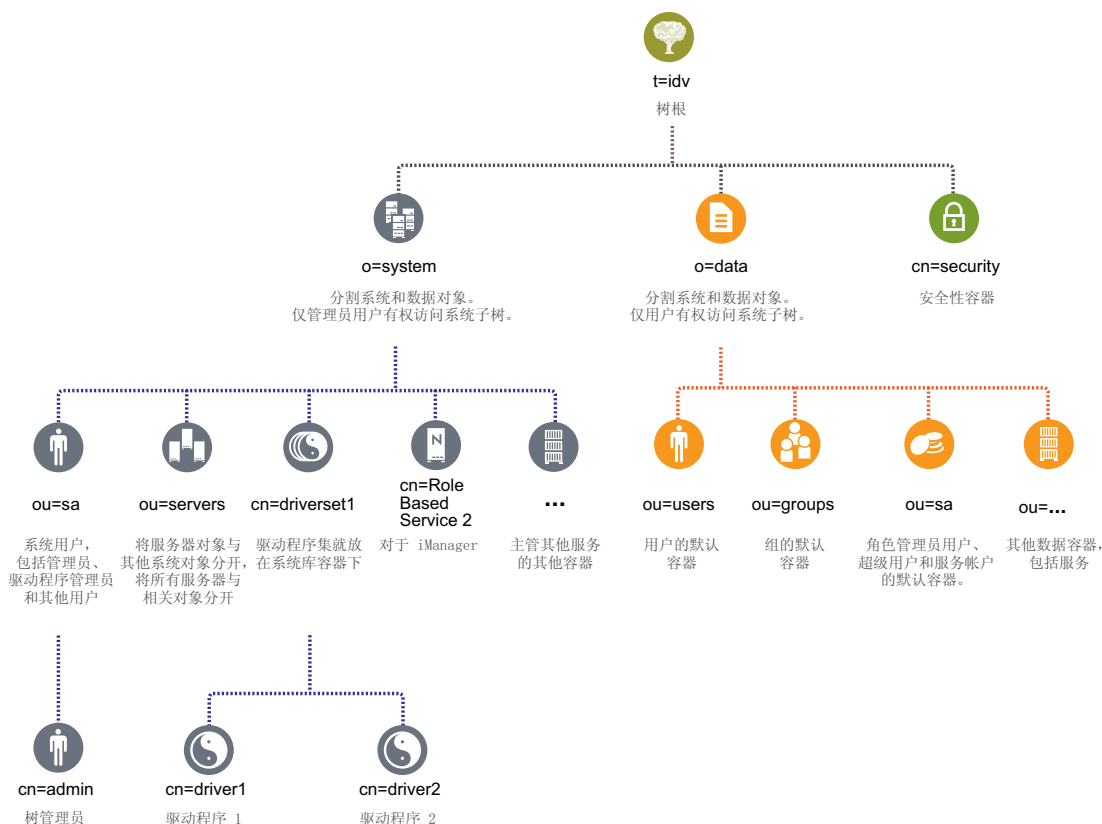 t=idv
树根
o=system
分割系统和数据对象。
仅管理员用户有权访问系统子树。
o=data
分割系统和数据对象。
仅用户有权访问系统子树。
cn=security
安全性容器
ou=sa
系统用户,
包括管理员、
驱动程序管理员
和其他用户
ou=servers
将服务器对象与
其他系统对象分开,
将所有服务器与
相关对象分开
cn=driverset1
驱动程序集就放
在系统库容器下
N
cn=Role
Based
Service 2
对于 iManager
...
主管其他服务
的其他容器
ou=users
用户的默认
容器
ou=groups
组的默认
容器
ou=sa
角色管理员用户、
超级用户和服务帐户
的默认容器。
ou=...
其他数据容器,
包括服务
cn=admin
树管理员
cn=driver1
驱动程序 1
cn=driver2
驱动程序 2